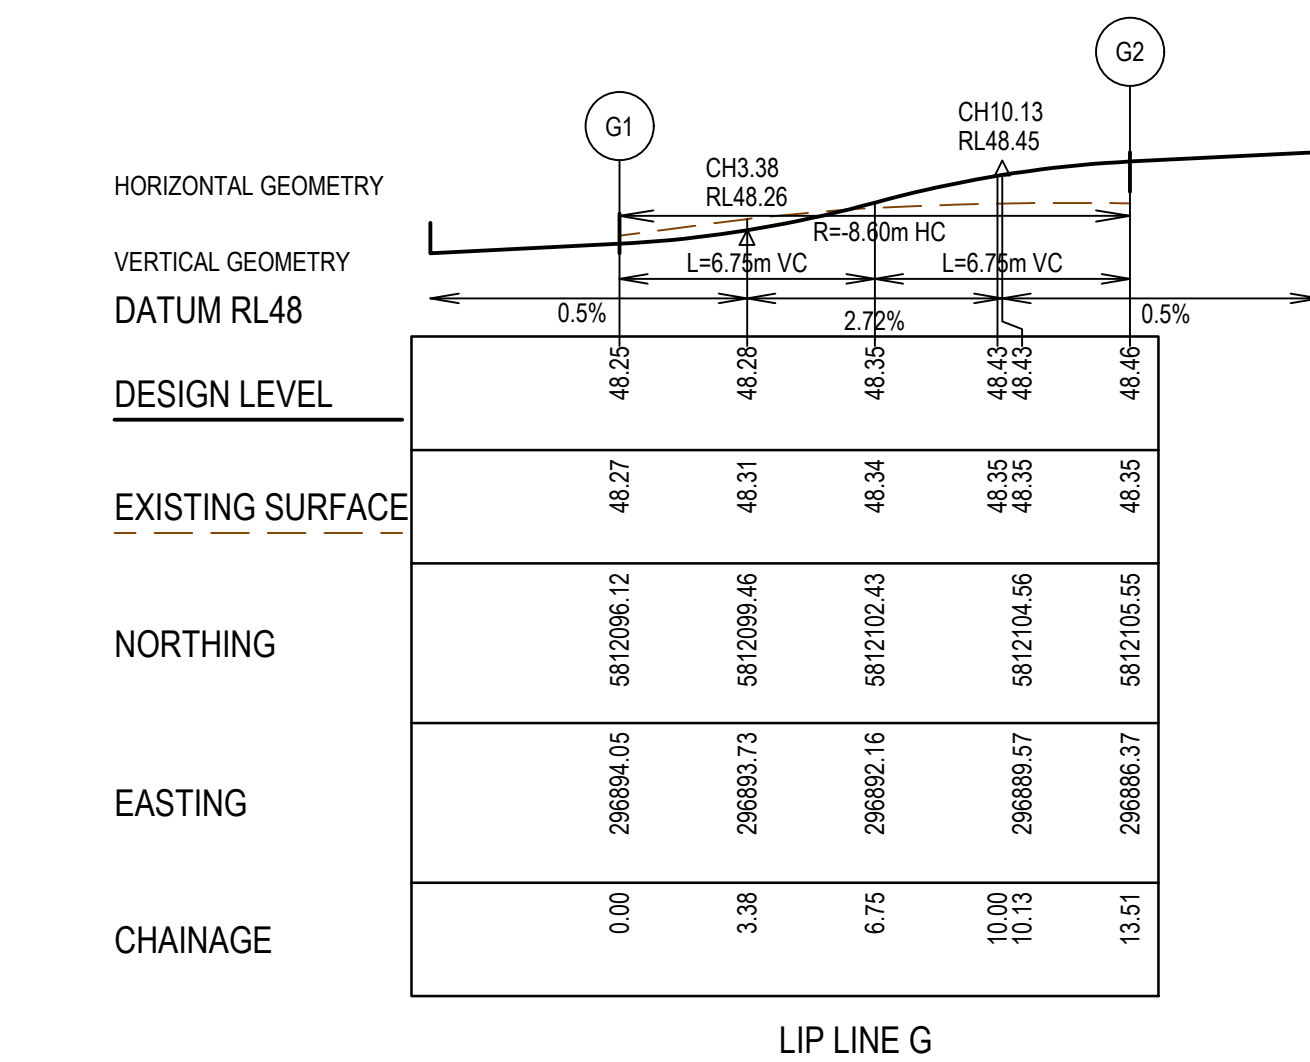 G2
G1
CH10.13
RL48.45
CH3.38
RL48.26
HORIZONTAL GEOMETRY
R=-8.60m HC
VERTICAL GEOMETRY
L=6.75m VC
L=6.75m VC
DATUM RL48
0.5%
2.72%
0.5%
DESIGN LEVEL
48.25
48.28
48.35
48.43
48.43
48.46
EXISTING SURFACE
48.27
48.31
48.34
48.35
48.35
48.35
NORTHING
5812096.12
5812099.46
5812102.43
5812104.56
5812105.55
EASTING
296894.05
296893.73
296892.16
296889.57
296886.37
CHAINAGE
0.00
3.38
6.75
10.00
10.13
13.51
LIP LINE G